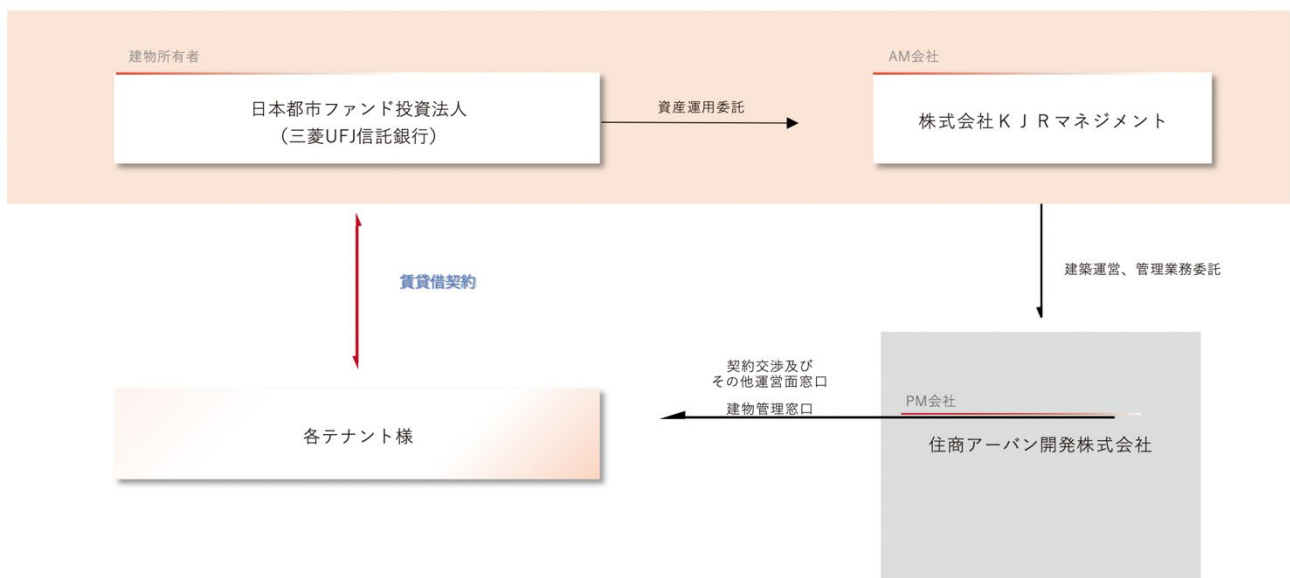 建物所有者
日本都市ファンド投資法人
（三菱UFJ信託銀行）
資産運用委託
AM会社
株式会社ＫＪＲマネジメント
賃貸借契約
建築運営、管理業務委託
契約交渉及び
その他運営面窓口
建物管理窓口
各テナント様
PM会社
住商アーバン開発株式会社